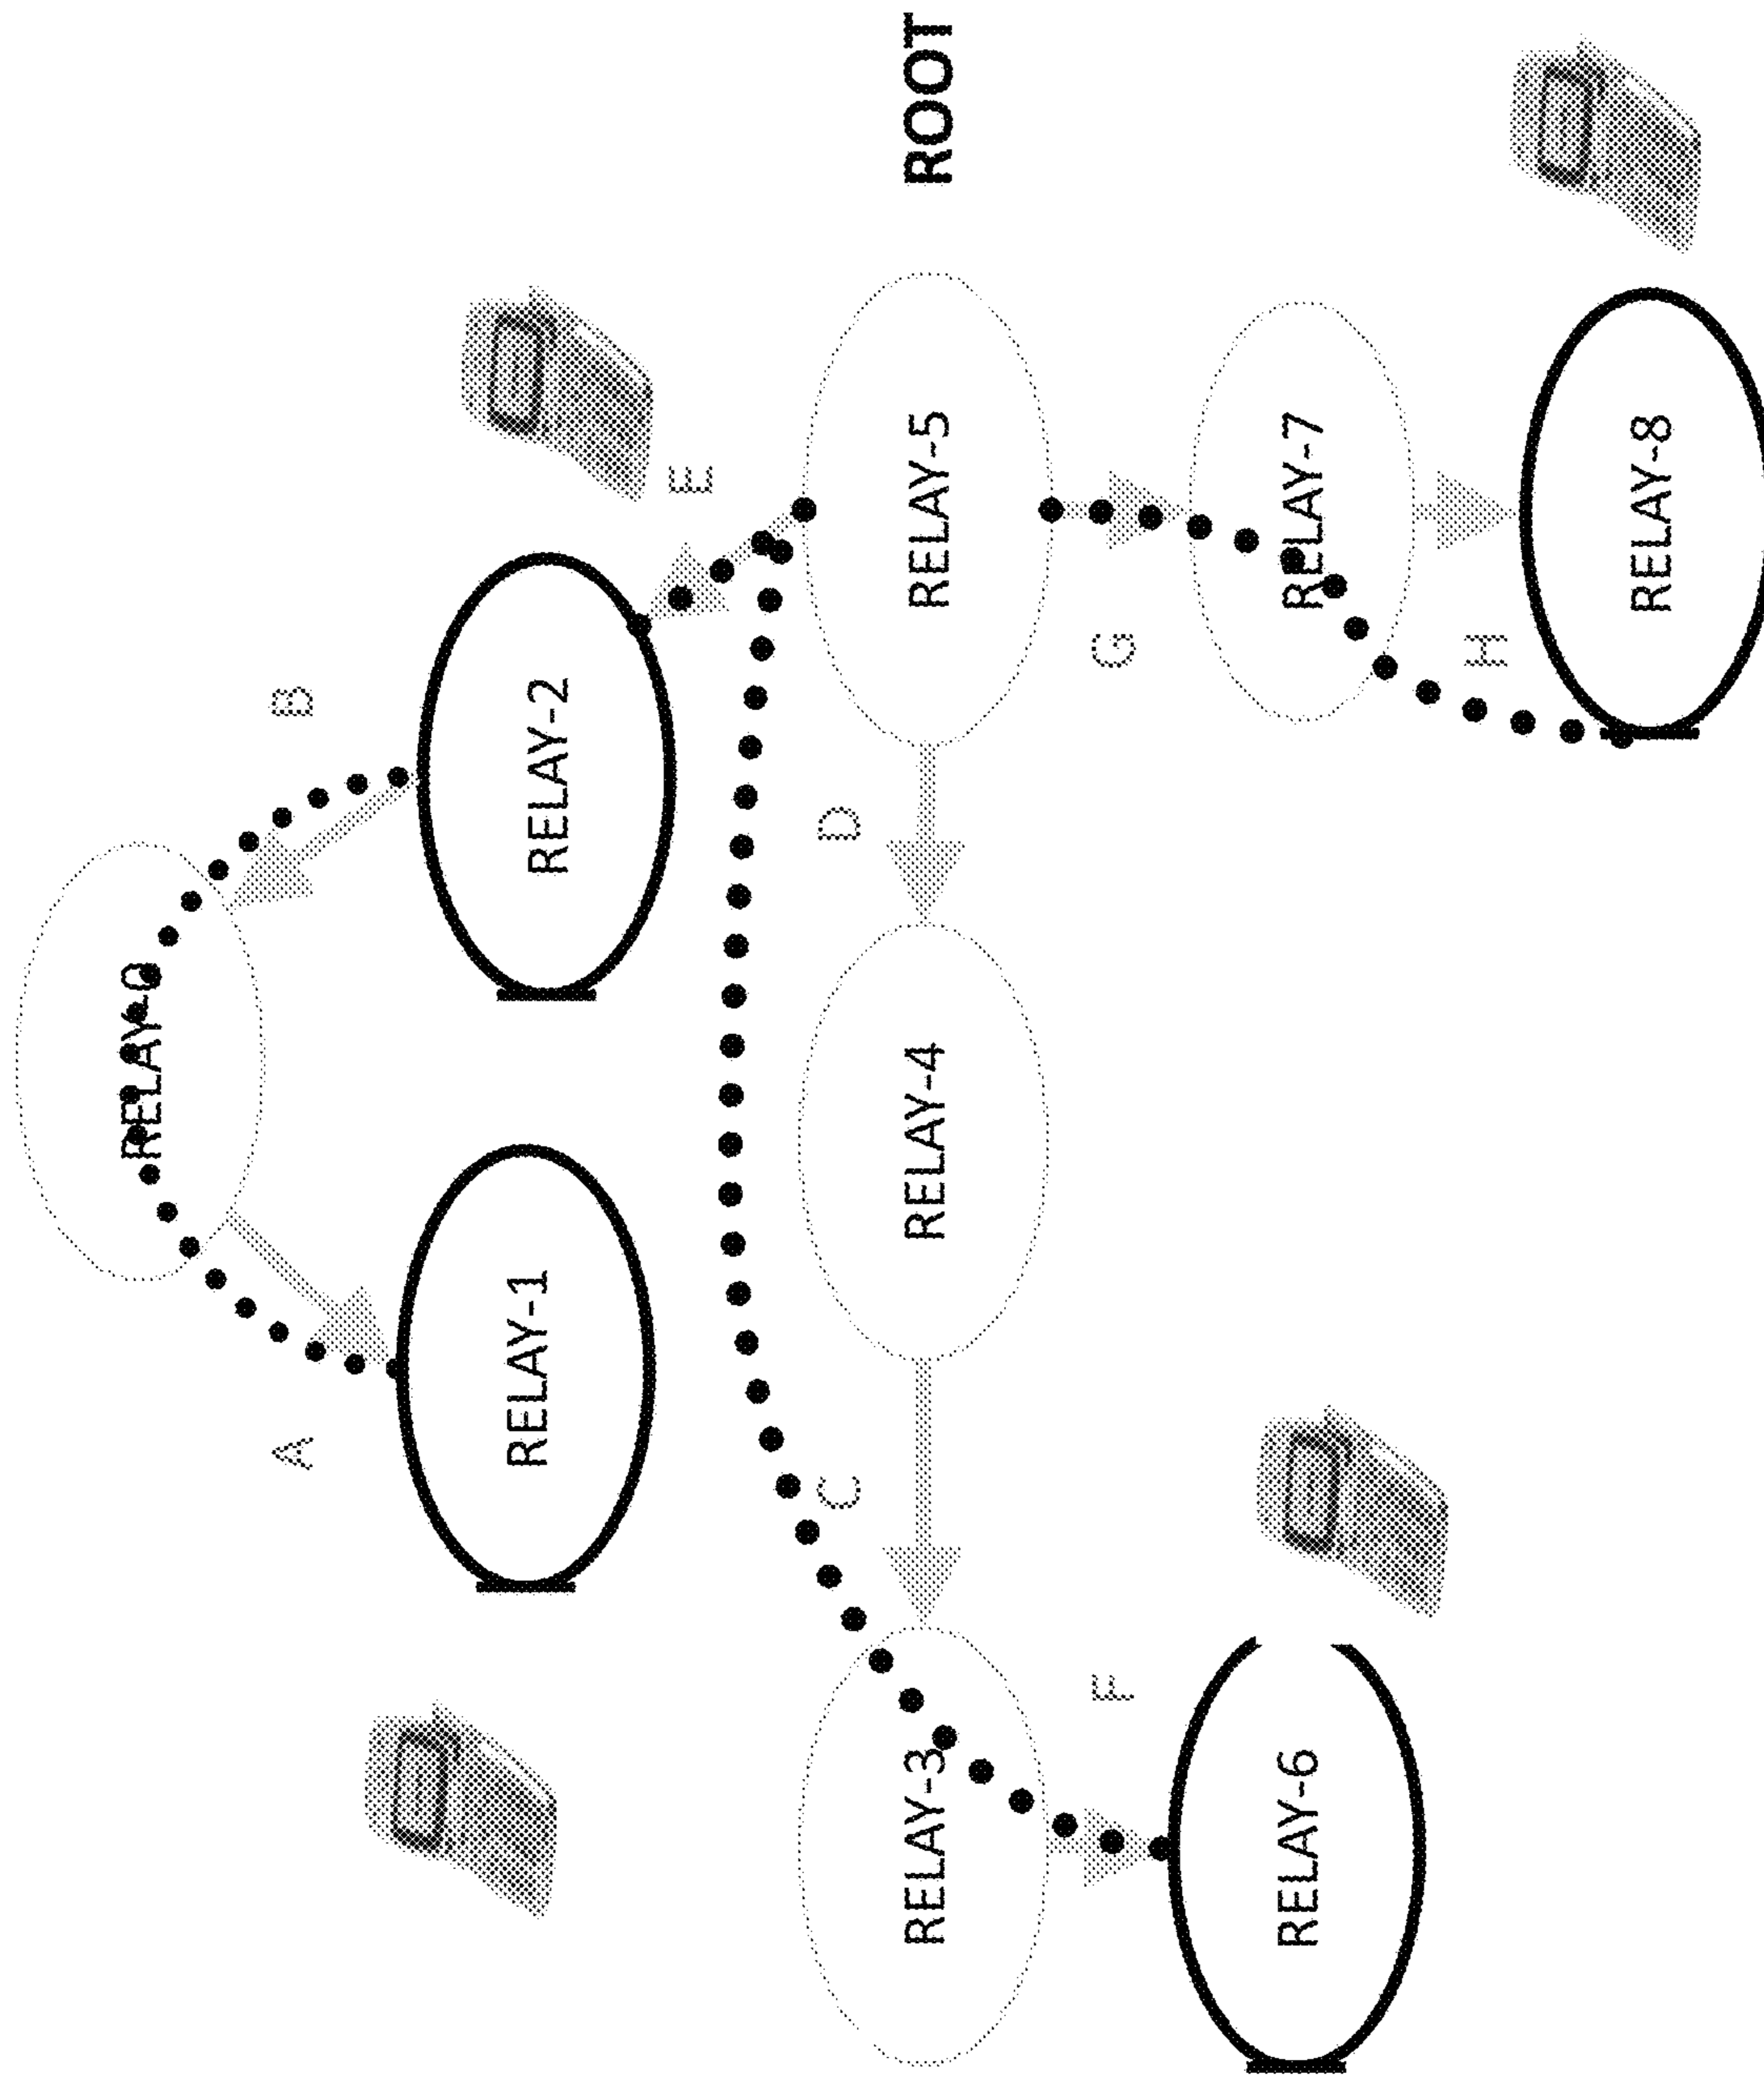 RELAY-0
A
B
RELAY-1
RELAY-2
E
C
D
RELAY-3
RELAY-4
RELAY-5
ROOT
F
G
RELAY-6
RELAY-7
H
RELAY-8